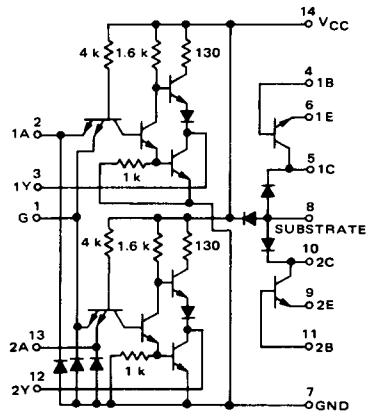 14
VCC
4 k
1.6 k
130
4
1B
6
1E
2
1A
5
1C
3
1Y
1 k
1
G
8
SUBSTRATE
4 k
1.6 k
130
10
2C
9
2E
13
2A
11
2B
12
2Y
1 k
7
GND